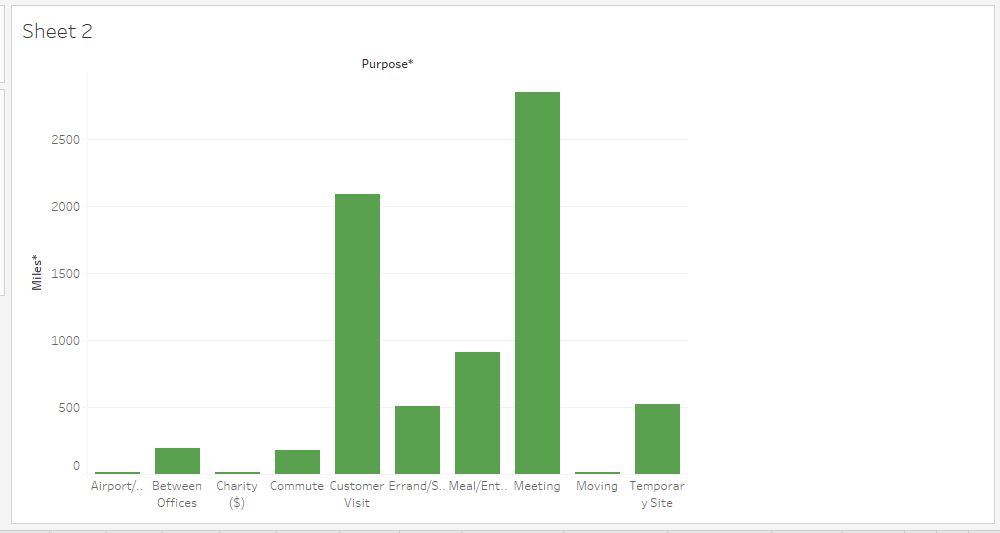 Sheet 2
Purpose*
2500
2000
1500
1000
500
0
Miles*
Airport/..
Between
Offices
Charity
($)
Commute
Customer
Visit
Errand/S..
Meal/Ent..
Meeting
Moving
Temporar
y Site